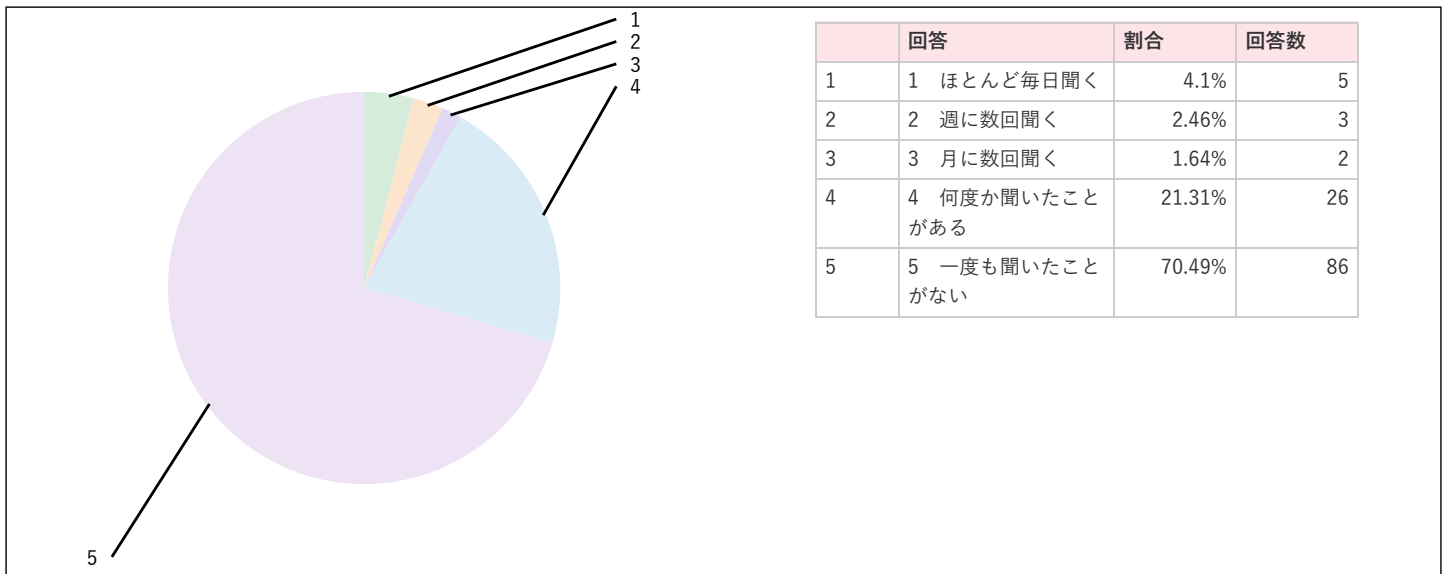 1
2
3
4
5
回答 割合 回答数
1 1 ほとんど毎日聞く 4.1% 5
2 2 週に数回聞く 2.46% 3
3 3 月に数回聞く 1.64% 2
4 4 何度か聞いたこと 21.31% 26
がある
5 5 一度も聞いたこと 70.49% 86
がない